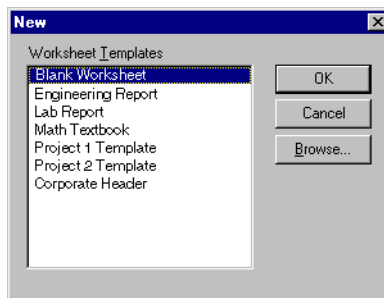 New
Worksheet Templates
Blank Worksheet
Engineering Report
Lab Report
Math Textbook
Project 1 Template
Project 2 Template
Corporate Header
OK
Cancel
Browse...